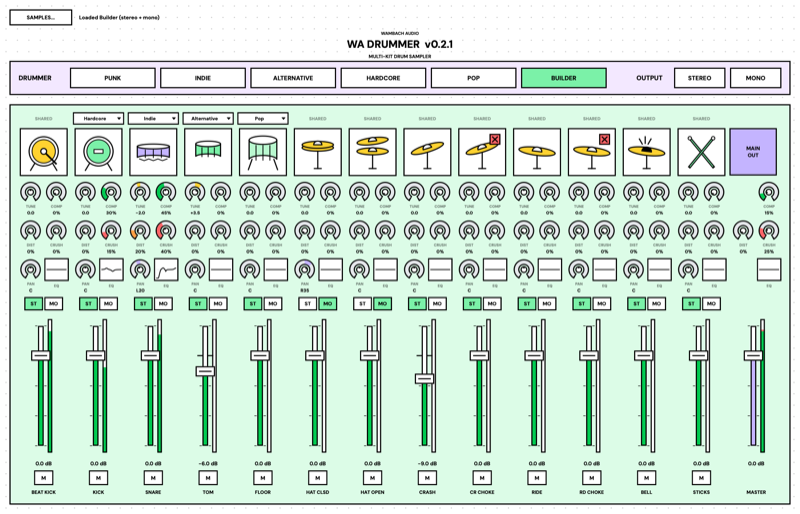 SAMPLES...
Loaded Builder (stereo + mono)
WAMBACH AUDIO
WA DRUMMER v0.2.1
MULTI-KIT DRUM SAMPLER
DRUMMER PUNK INDIE ALTERNATIVE HARDCORE POP BUILDER OUTPUT STEREO MONO
SHARED Hardcore Indie Alternative Pop SHARED SHARED SHARED SHARED SHARED SHARED SHARED SHARED
MAIN OUT
TUNE COMP TUNE COMP TUNE COMP TUNE COMP TUNE COMP TUNE COMP TUNE COMP TUNE COMP TUNE COMP TUNE COMP TUNE COMP TUNE COMP TUNE COMP COMP
0.0 0% 0.0 30% -2.0 45% +3.5 0% 0.0 0% 0.0 0% 0.0 0% 0.0 0% 0.0 0% 0.0 0% 0.0 0% 0.0 0% 0.0 0% 15%
DIST CRUSH DIST CRUSH DIST CRUSH DIST CRUSH DIST CRUSH DIST CRUSH DIST CRUSH DIST CRUSH DIST CRUSH DIST CRUSH DIST CRUSH DIST CRUSH DIST CRUSH DIST CRUSH
0% 0% 0% 15% 20% 40% 0% 0% 0% 0% 0% 0% 0% 0% 0% 0% 0% 0% 0% 0% 0% 0% 0% 0% 0% 0% 0% 25%
PAN EQ PAN EQ PAN EQ PAN EQ PAN EQ PAN EQ PAN EQ PAN EQ PAN EQ PAN EQ PAN EQ PAN EQ PAN EQ EQ
C C L20 C C R35 C C C C C C C
ST MO ST MO ST MO ST MO ST MO ST MO ST MO ST MO ST MO ST MO ST MO ST MO ST MO
0.0 dB 0.0 dB 0.0 dB -6.0 dB 0.0 dB 0.0 dB 0.0 dB -9.0 dB 0.0 dB 0.0 dB 0.0 dB 0.0 dB 0.0 dB 0.0 dB
M M M M M M M M M M M M M
BEAT KICK KICK SNARE TOM FLOOR HAT CLSD HAT OPEN CRASH CR CHOKE RIDE RD CHOKE BELL STICKS MASTER